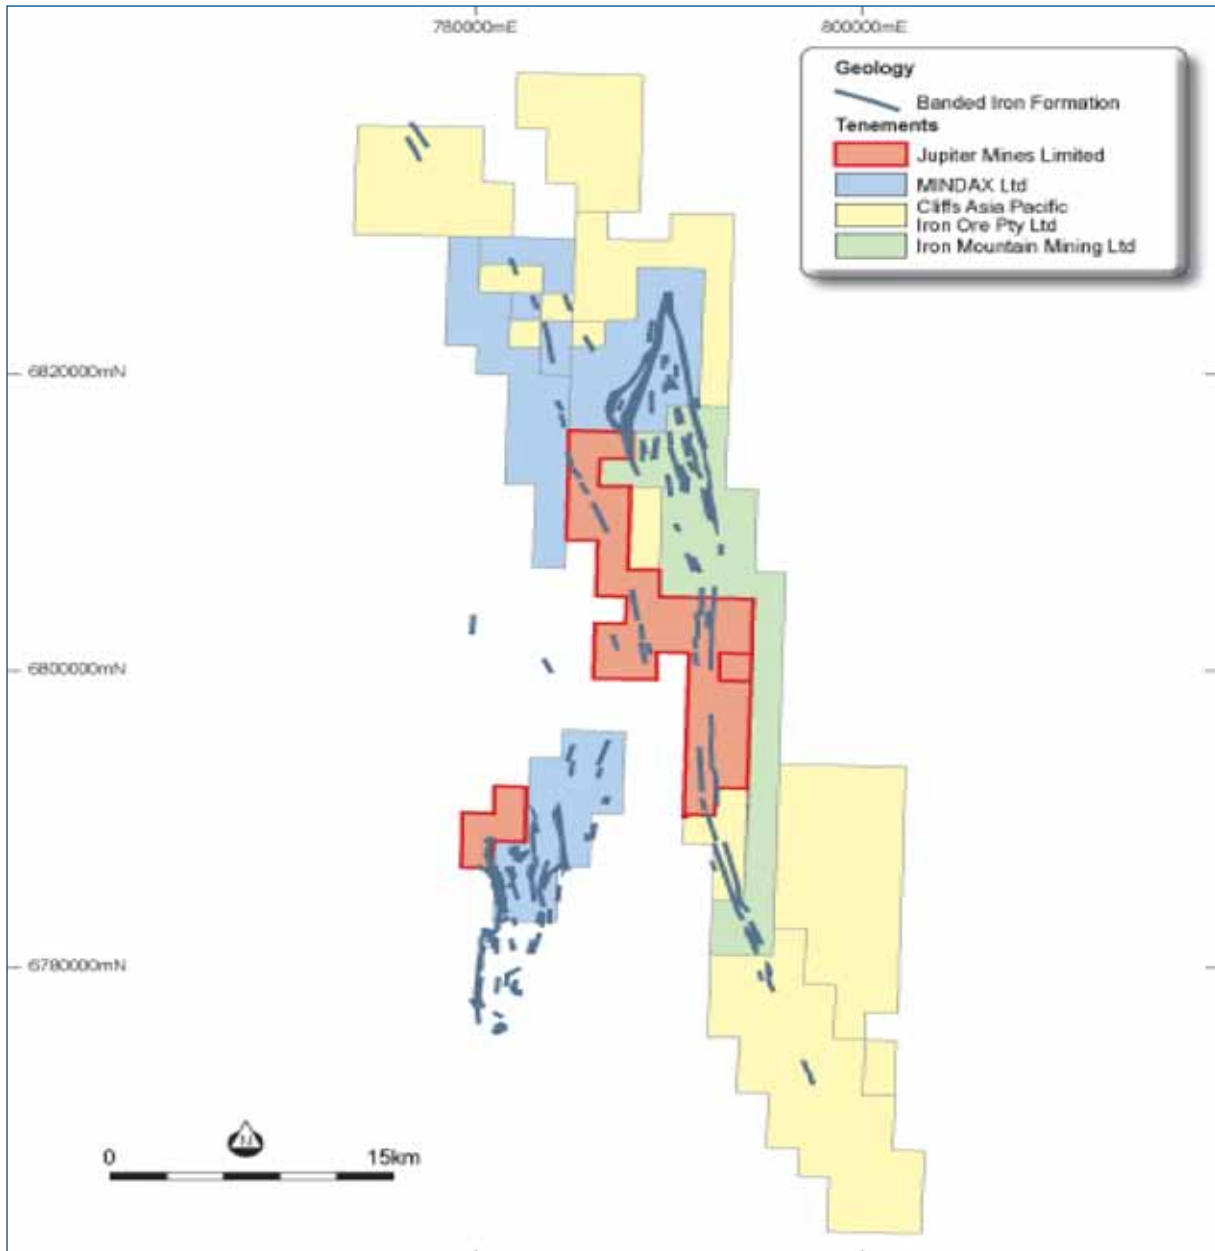 780000mE
800000mE
Geology
Banded Iron Formation
Tenements
Jupiter Mines Limited
MINDAX Ltd
Cliffs Asia Pacific
Iron Ore Pty Ltd
Iron Mountain Mining Ltd
6820000mN
6800000mN
6780000mN
N
0
15km